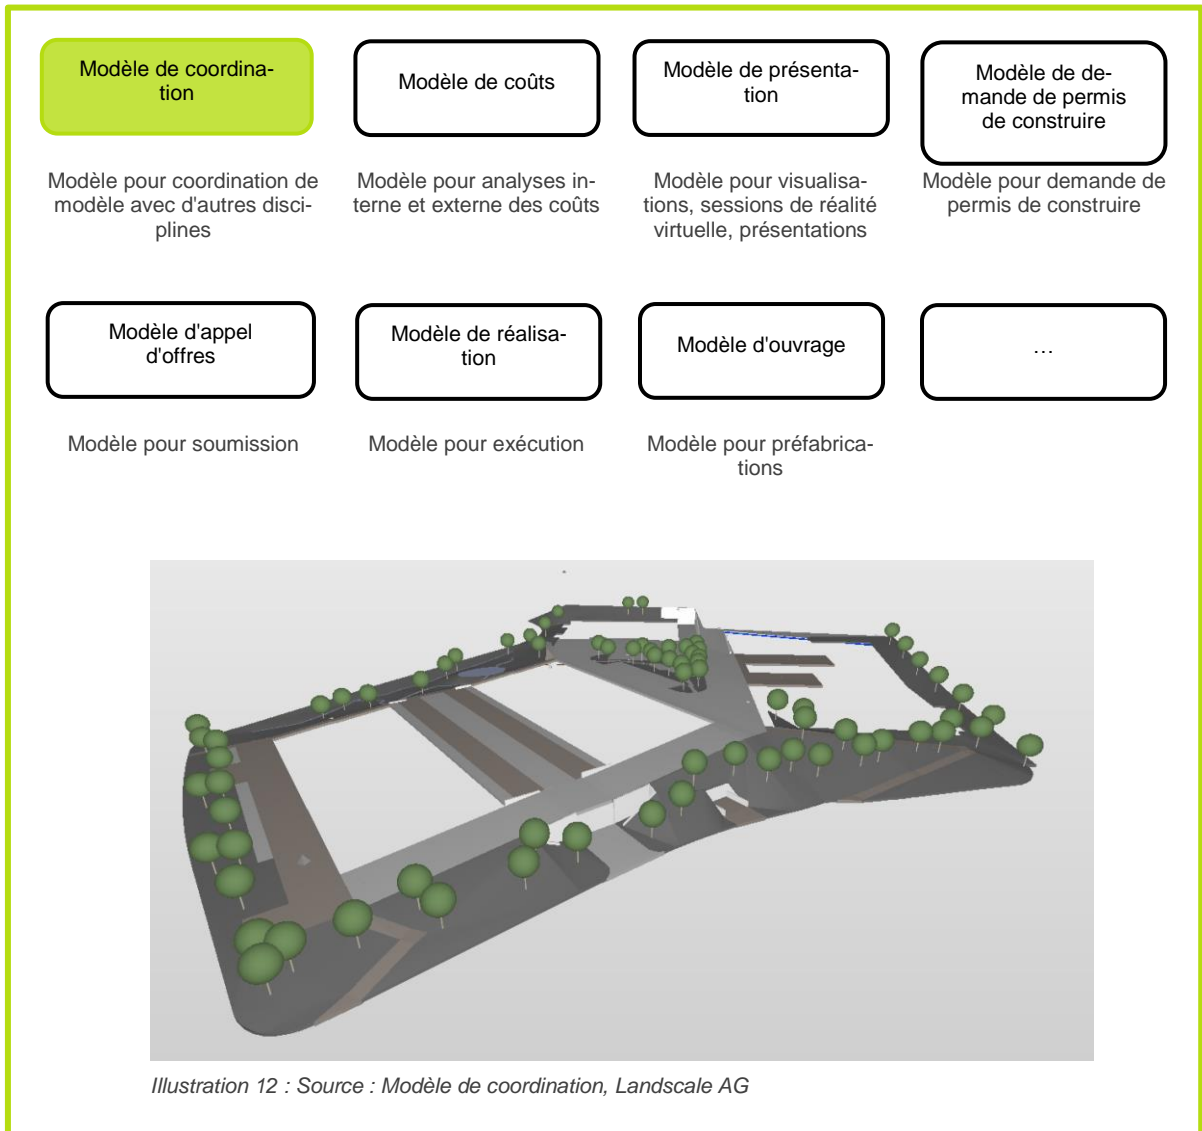 Modèle de coordina-
tion
Modèle de coûts
Modèle de présenta-
tion
Modèle de de-
mande de permis
de construire
Modèle pour coordination de
modèle avec d'autres disci-
plines
Modèle pour analyses in-
terne et externe des coûts
Modèle pour visualisa-
tions, sessions de réalité
virtuelle, présentations
Modèle pour demande de
permis de construire
Modèle d'appel
d'offres
Modèle de réalisa-
tion
Modèle d'ouvrage
…
Modèle pour soumission
Modèle pour exécution
Modèle pour préfabrica-
tions
Illustration 12 : Source : Modèle de coordination, Landscale AG